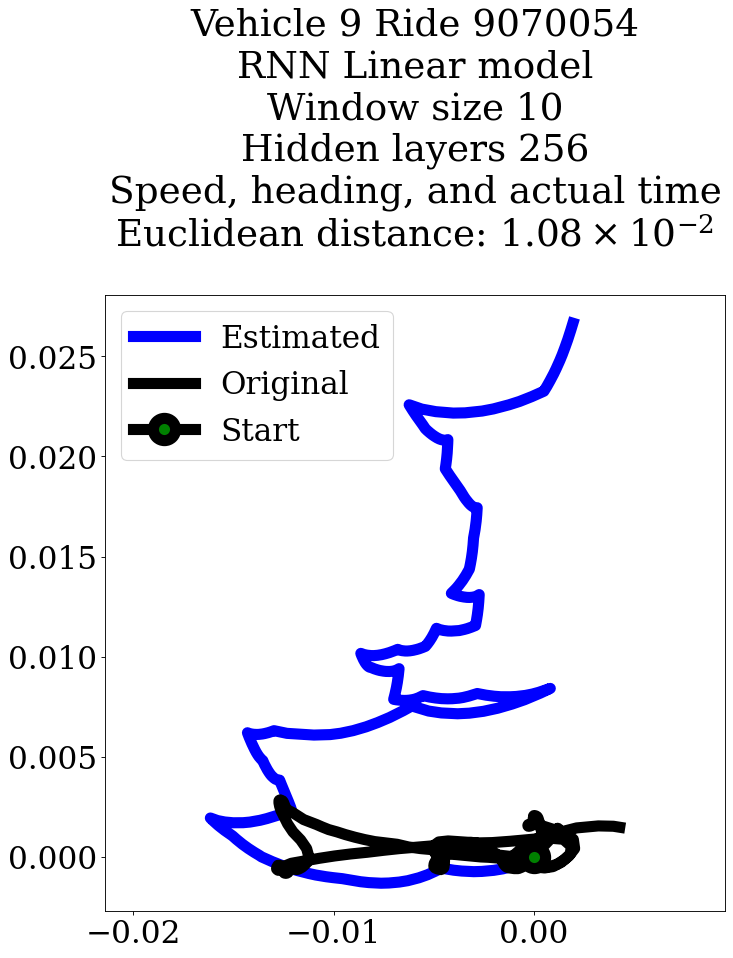 Vehicle 9 Ride 9070054
RNN Linear model
Window size 10
Hidden layers 256
Speed, heading, and actual time
Euclidean distance: 1.08 × 10⁻²
Estimated
Original
Start
0.025
0.020
0.015
0.010
0.005
0.000
−0.02 −0.01 0.00